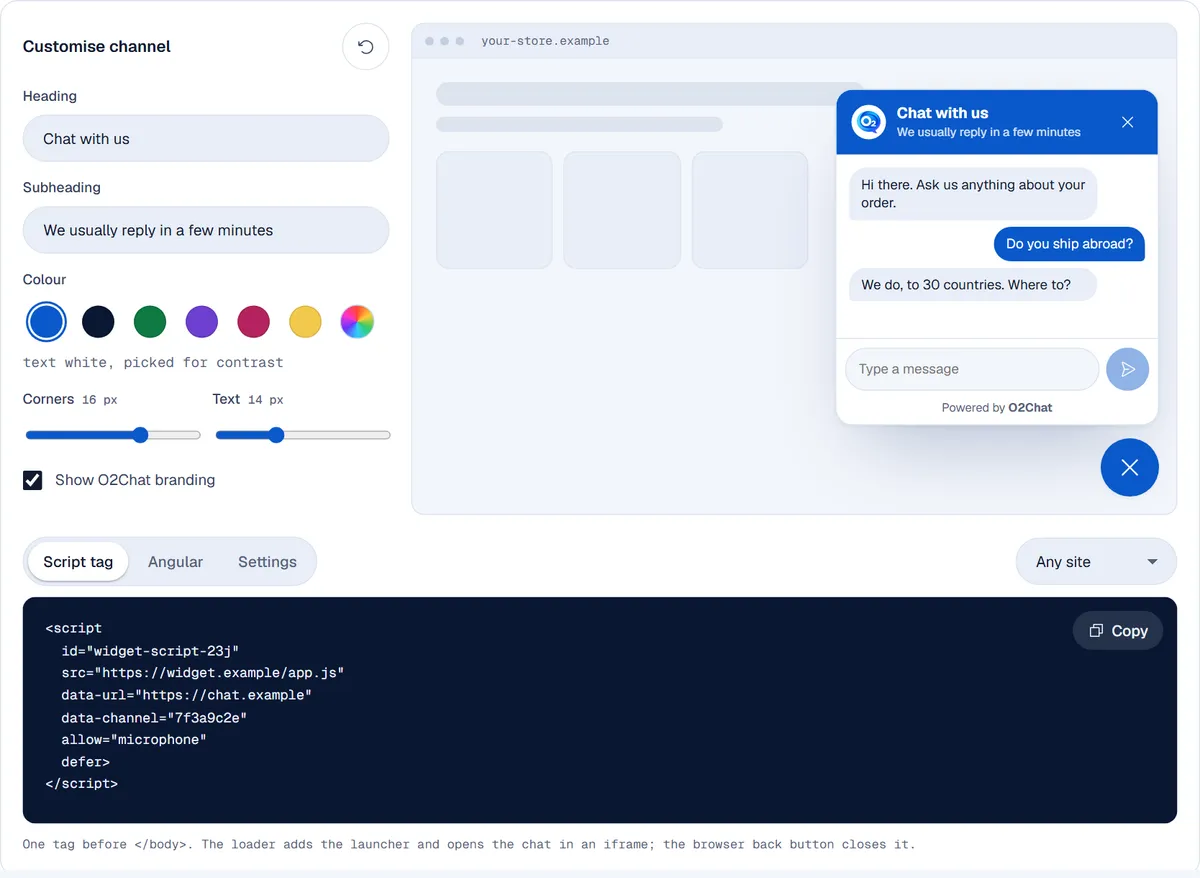 Customise channel
Heading
Chat with us
Subheading
We usually reply in a few minutes
Colour
text white, picked for contrast
Corners 16 px
Text 14 px
Show O2Chat branding
your-store.example
O2
Chat with us
We usually reply in a few minutes
Hi there. Ask us anything about your
order.
Do you ship abroad?
We do, to 30 countries. Where to?
Type a message
Powered by O2Chat
Script tag
Angular
Settings
Any site
Copy
<script
  id="widget-script-23j"
  src="https://widget.example/app.js"
  data-url="https://chat.example"
  data-channel="7f3a9c2e"
  allow="microphone"
  defer>
</script>
One tag before </body>. The loader adds the launcher and opens the chat in an iframe; the browser back button closes it.